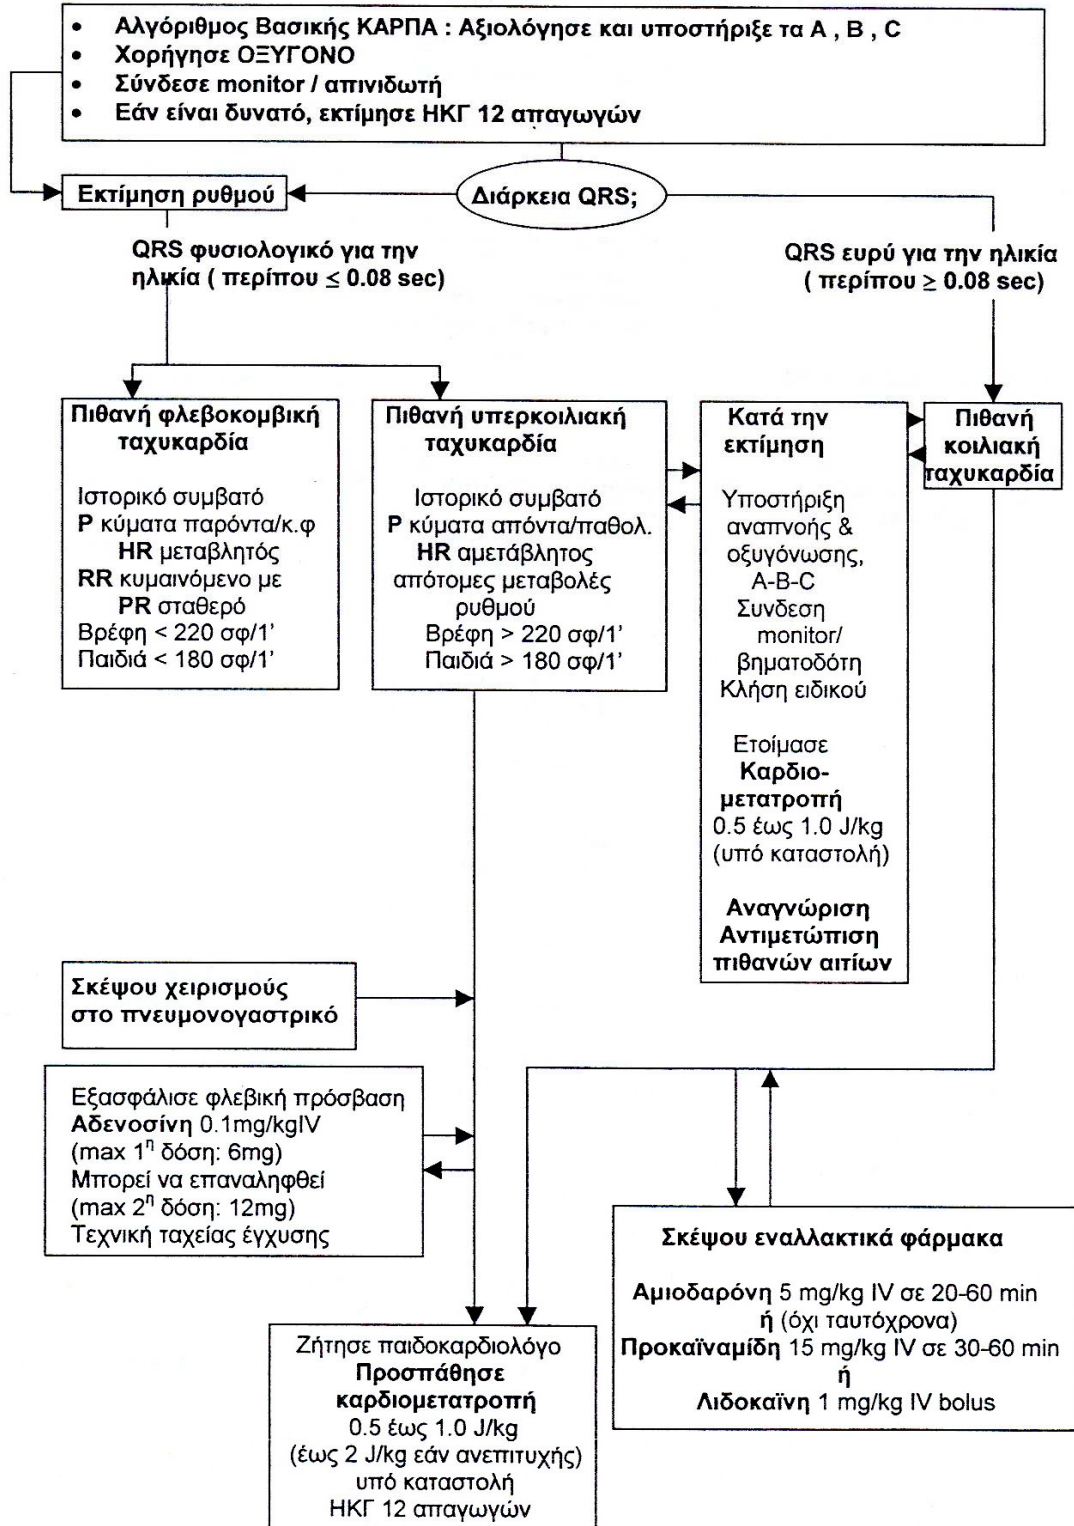 • Αλγόριθμος Βασικής ΚΑΡΠΑ : Αξιολόγησε και υποστήριξε τα Α , Β , C
• Χορήγησε ΟΞΥΓΟΝΟ
• Σύνδεσε monitor / απινιδωτή
• Εάν είναι δυνατό, εκτίμησε ΗΚΓ 12 απαγωγών
Εκτίμηση ρυθμού
Διάρκεια QRS;
QRS φυσιολογικό για την
ηλικία ( περίπου ≤ 0.08 sec)
QRS ευρύ για την ηλικία
( περίπου ≥ 0.08 sec)
Πιθανή φλεβοκομβική
ταχυκαρδία
Ιστορικό συμβατό
P κύματα παρόντα/κ.φ
HR μεταβλητός
RR κυμαινόμενο με
PR σταθερό
Βρέφη < 220 σφ/1’
Παιδιά < 180 σφ/1’
Πιθανή υπερκοιλιακή
ταχυκαρδία
Ιστορικό συμβατό
P κύματα απόντα/παθολ.
HR αμετάβλητος
απότομες μεταβολές
ρυθμού
Βρέφη > 220 σφ/1’
Παιδιά > 180 σφ/1’
Κατά την
εκτίμηση
Υποστήριξη
αναπνοής &
οξυγόνωσης,
A-B-C
Συνδεση
monitor/
βηματοδότη
Κλήση ειδικού
Ετοίμασε
Καρδιο-
μετατροπή
0.5 έως 1.0 J/kg
(υπό καταστολή)
Αναγνώριση
Αντιμετώπιση
πιθανών αιτίων
Πιθανή
κοιλιακή
ταχυκαρδία
Σκέψου χειρισμούς
στο πνευμονογαστρικό
Εξασφάλισε φλεβική πρόσβαση
Αδενοσίνη 0.1mg/kgIV
(max 1η δόση: 6mg)
Μπορεί να επαναληφθεί
(max 2η δόση: 12mg)
Τεχνική ταχείας έγχυσης
Ζήτησε παιδοκαρδιολόγο
Προσπάθησε
καρδιομετατροπή
0.5 έως 1.0 J/kg
(έως 2 J/kg εάν ανεπιτυχής)
υπό καταστολή
ΗΚΓ 12 απαγωγών
Σκέψου εναλλακτικά φάρμακα
Αμιοδαρόνη 5 mg/kg IV σε 20-60 min
ή (όχι ταυτόχρονα)
Προκαϊναμίδη 15 mg/kg IV σε 30-60 min
ή
Λιδοκαϊνη 1 mg/kg IV bolus